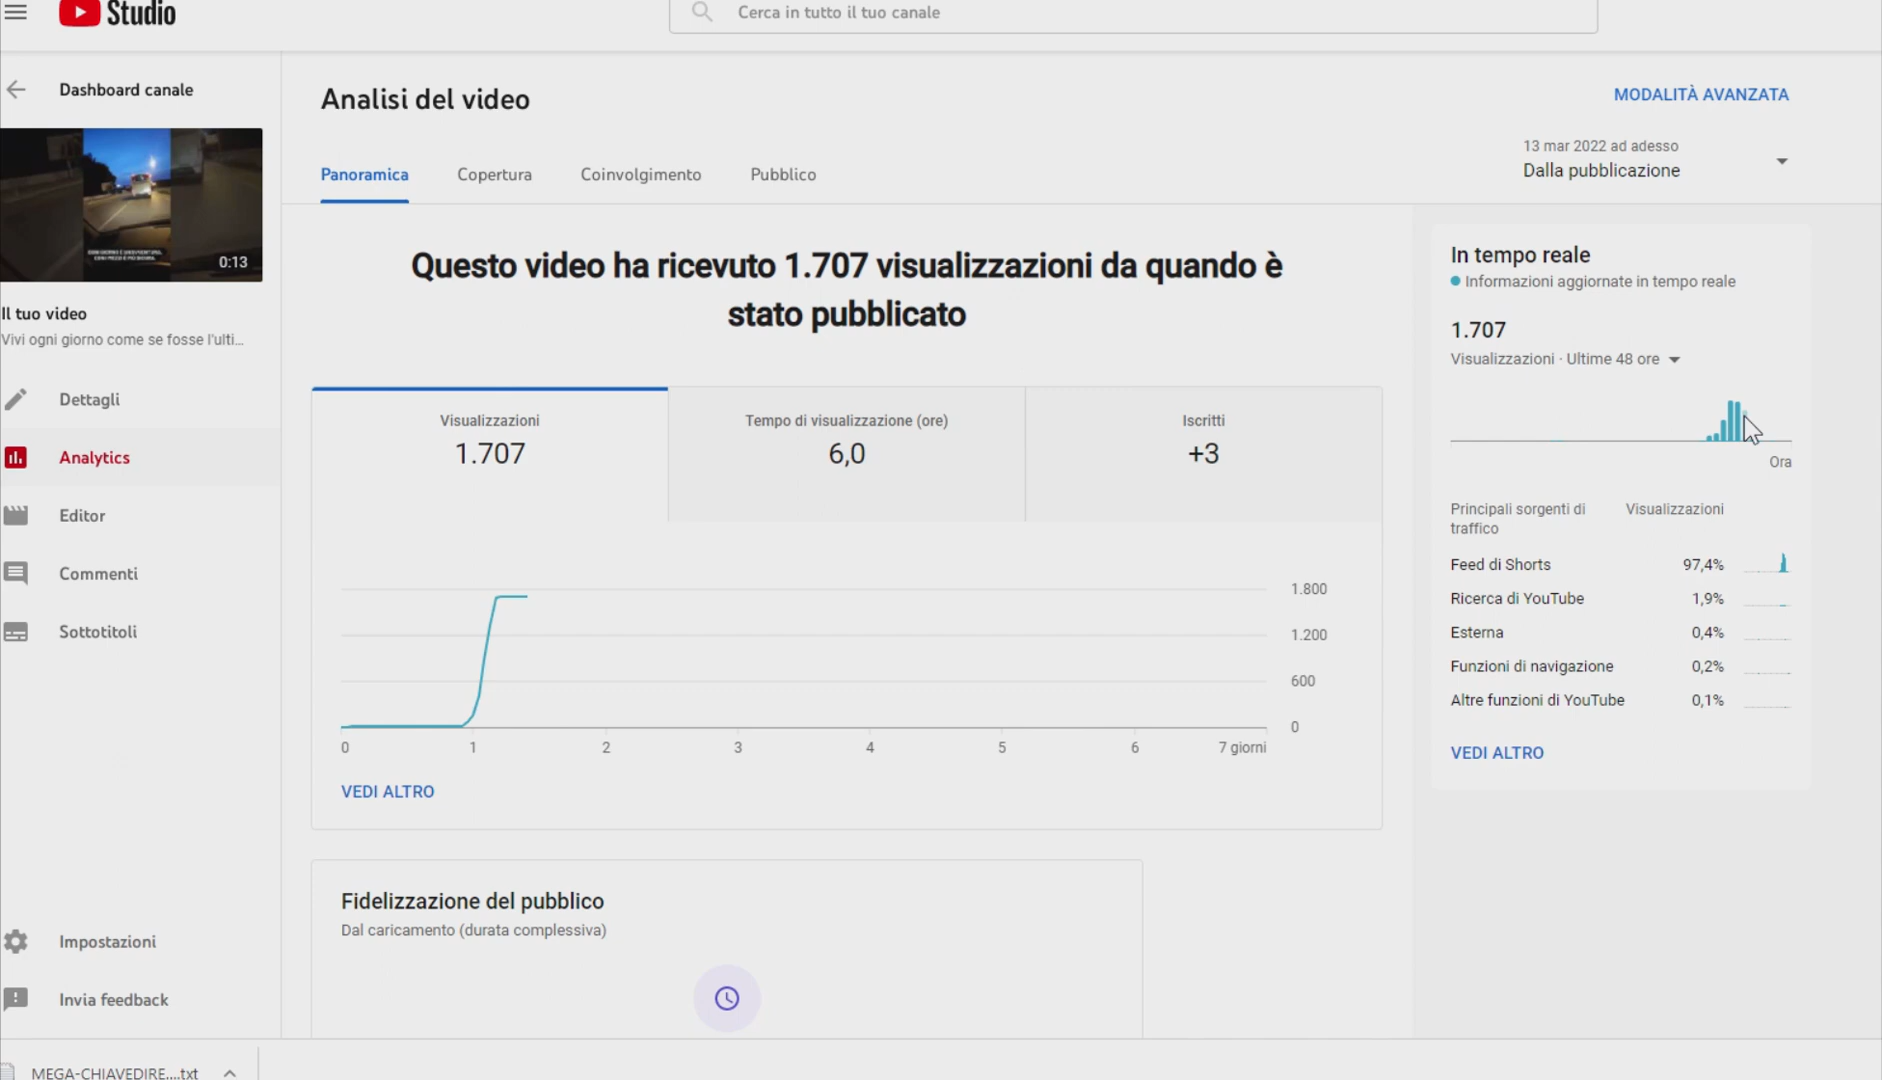 Studio
Cerca in tutto il tuo canale
Dashboard canale
0:13
Il tuo video
Vivi ogni giorno come se fosse l'ulti...
Dettagli
Analytics
Editor
Commenti
Sottotitoli
Impostazioni
Invia feedback
Analisi del video
MODALITÀ AVANZATA
Panoramica
Copertura
Coinvolgimento
Pubblico
13 mar 2022 ad adesso
Dalla pubblicazione
Questo video ha ricevuto 1.707 visualizzazioni da quando è
stato pubblicato
Visualizzazioni
1.707
Tempo di visualizzazione (ore)
6,0
Iscritti
+3
1.800
1.200
600
0
0 1 2 3 4 5 6 7 giorni
VEDI ALTRO
Fidelizzazione del pubblico
Dal caricamento (durata complessiva)
In tempo reale
Informazioni aggiornate in tempo reale
1.707
Visualizzazioni · Ultime 48 ore
Ora
Principali sorgenti di
traffico
Visualizzazioni
Feed di Shorts 97,4%
Ricerca di YouTube 1,9%
Esterna 0,4%
Funzioni di navigazione 0,2%
Altre funzioni di YouTube 0,1%
VEDI ALTRO
MEGA-CHIAVEDIRE....txt